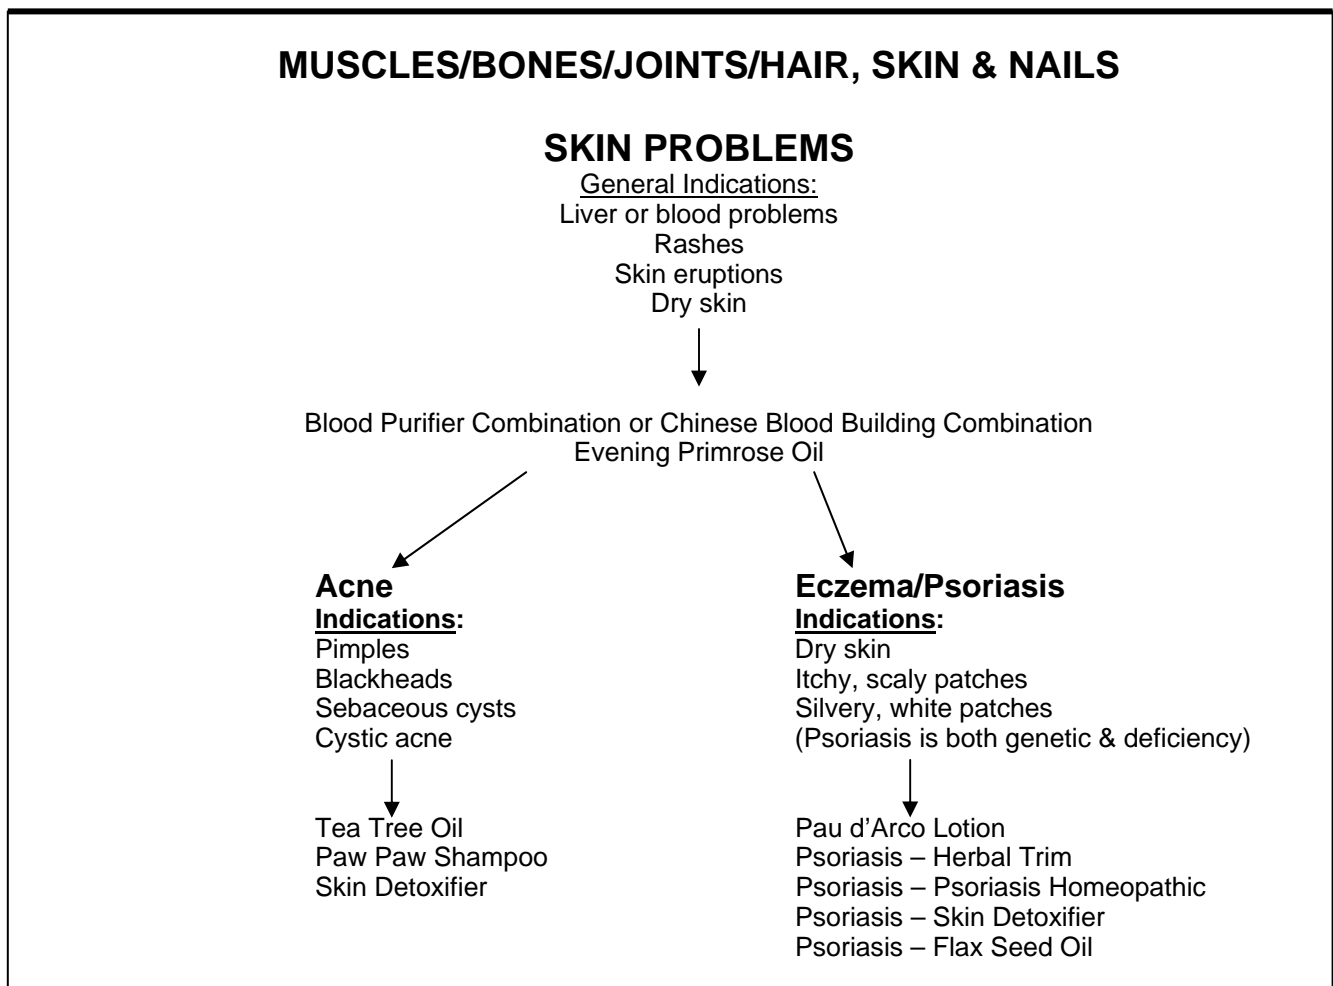 MUSCLES/BONES/JOINTS/HAIR, SKIN & NAILS
SKIN PROBLEMS
General Indications:
Liver or blood problems
Rashes
Skin eruptions
Dry skin
Blood Purifier Combination or Chinese Blood Building Combination
Evening Primrose Oil
Acne
Indications:
Pimples
Blackheads
Sebaceous cysts
Cystic acne
Tea Tree Oil
Paw Paw Shampoo
Skin Detoxifier
Eczema/Psoriasis
Indications:
Dry skin
Itchy, scaly patches
Silvery, white patches
(Psoriasis is both genetic & deficiency)
Pau d’Arco Lotion
Psoriasis – Herbal Trim
Psoriasis – Psoriasis Homeopathic
Psoriasis – Skin Detoxifier
Psoriasis – Flax Seed Oil